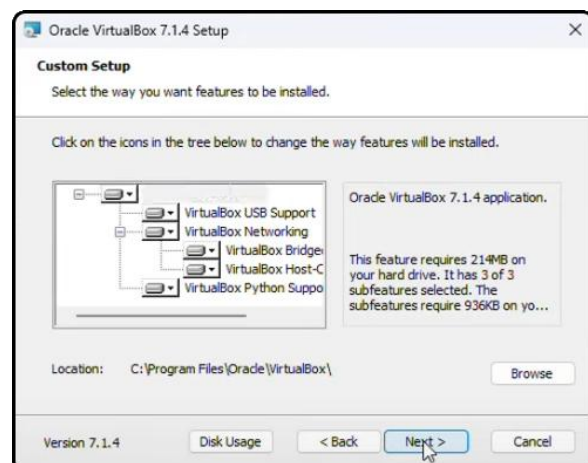 Oracle VirtualBox 7.1.4 Setup
Custom Setup
Select the way you want features to be installed.
Click on the icons in the tree below to change the way features will be installed.
VirtualBox USB Support
VirtualBox Networking
VirtualBox Bridge
VirtualBox Host-C
VirtualBox Python Suppo
Oracle VirtualBox 7.1.4 application.
This feature requires 214MB on
your hard drive. It has 3 of 3
subfeatures selected. The
subfeatures require 936KB on yo...
Location: C:\Program Files\Oracle\VirtualBox\
Browse
Version 7.1.4
Disk Usage
< Back
Next >
Cancel